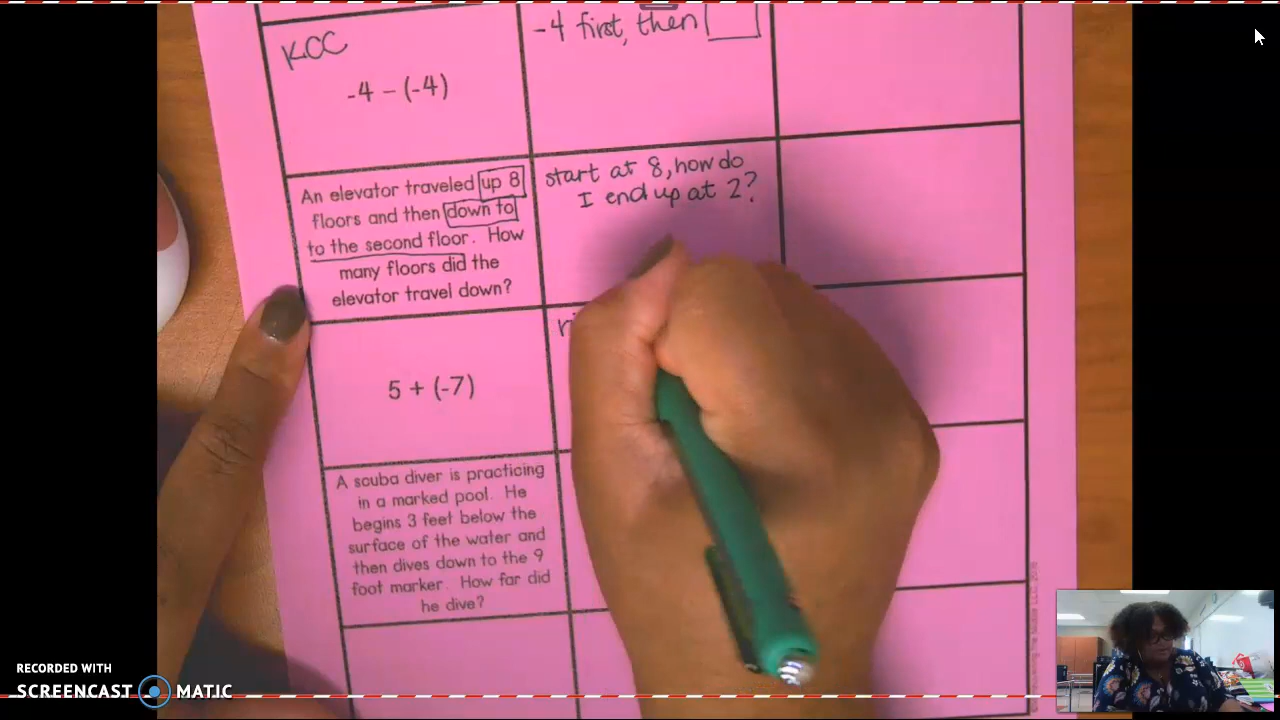 -4 first, then
KCC
-4 – (-4)
An elevator traveled up 8
floors and then down to
to the second floor. How
many floors did the
elevator travel down?
start at 8, how do
I end up at 2?
5 + (-7)
A scuba diver is practicing
in a marked pool. He
begins 3 feet below the
surface of the water and
then dives down to the 9
foot marker. How far did
he dive?
RECORDED WITH
SCREENCAST MATIC